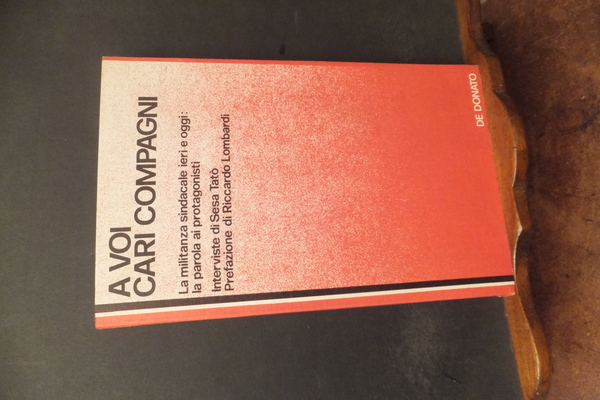 A VOI
CARI COMPAGNI
La militanza sindacale ieri e oggi:
la parola ai protagonisti
Interviste di Sesa Tatò
Prefazione di Riccardo Lombardi
DE DONATO